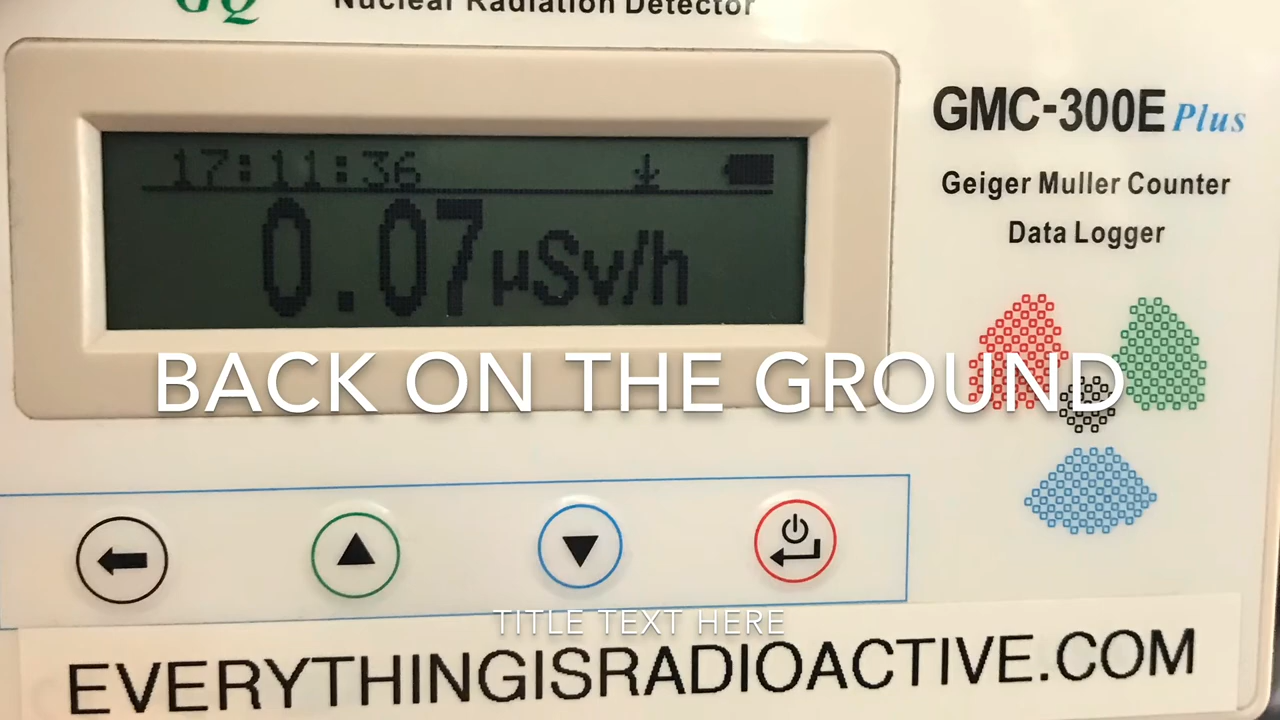 GQ Nuclear Radiation Detector
17:11:36
0.07 µSv/h
GMC-300E Plus
Geiger Muller Counter
Data Logger
BACK ON THE GROUND
TITLE TEXT HERE
EVERYTHINGISRADIOACTIVE.COM